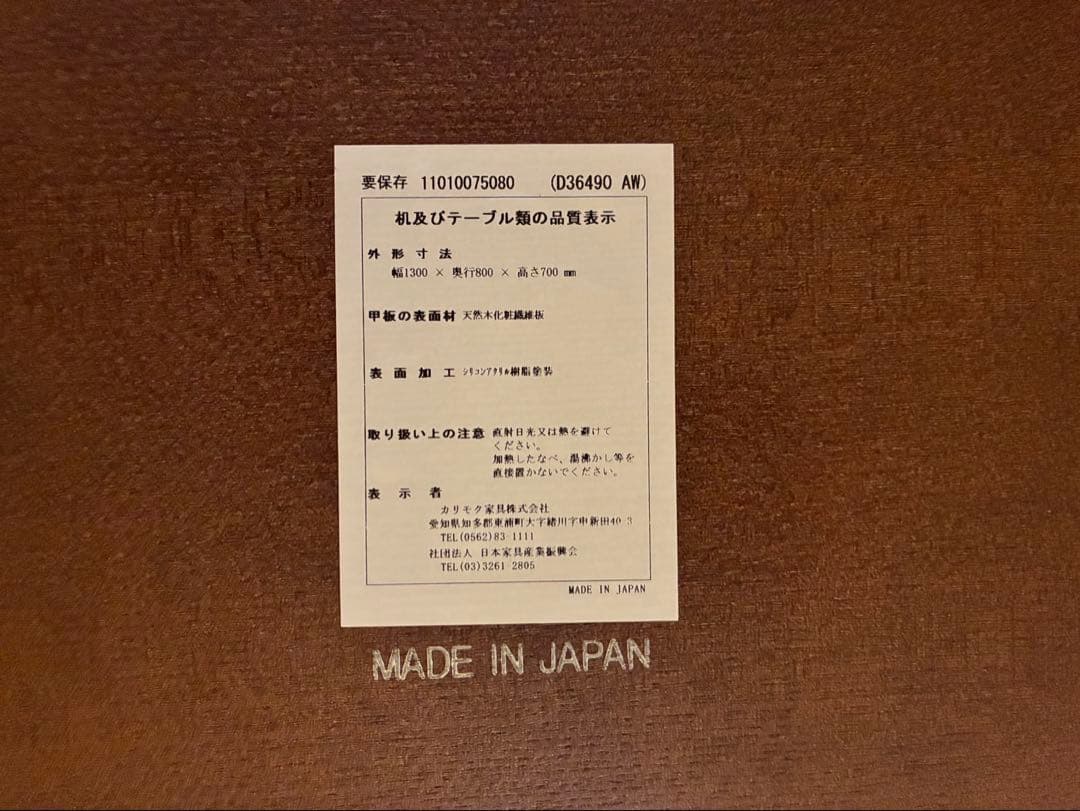 要保存 11010075080 (D36490 AW)
机及びテーブル類の品質表示
外形寸法
幅1300 × 奥行800 × 高さ700 mm
甲板の表面材 天然木化粧繊維板
表面加工 シリコンアクリル樹脂塗装
取り扱い上の注意 直射日光又は熱を避けて
ください。
加熱したなべ、湯沸かし等を
直接置かないでください。
表示者
カリモク家具株式会社
愛知県知多郡東浦町大字緒川字申新田40-3
TEL(0562)83-1111
社団法人 日本家具産業振興会
TEL(03)3261-2805
MADE IN JAPAN
MADE IN JAPAN